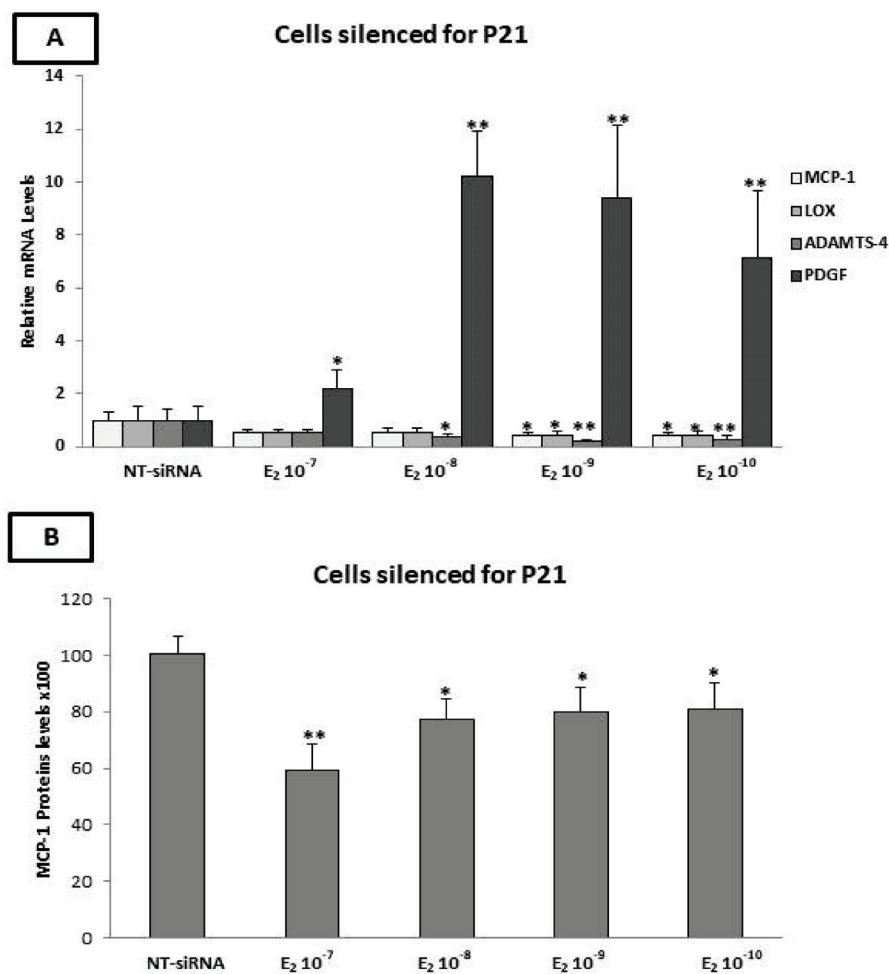 A
Cells silenced for P21
Relative mRNA Levels
14
12
10
8
6
4
2
0
** ** **
*
* * * ** * * **
MCP-1
LOX
ADAMTS-4
PDGF
NT-siRNA E₂ 10⁻⁷ E₂ 10⁻⁸ E₂ 10⁻⁹ E₂ 10⁻¹⁰
B
Cells silenced for P21
MCP-1 Proteins levels x100
120
100
80
60
40
20
0
** * * *
NT-siRNA E₂ 10⁻⁷ E₂ 10⁻⁸ E₂ 10⁻⁹ E₂ 10⁻¹⁰